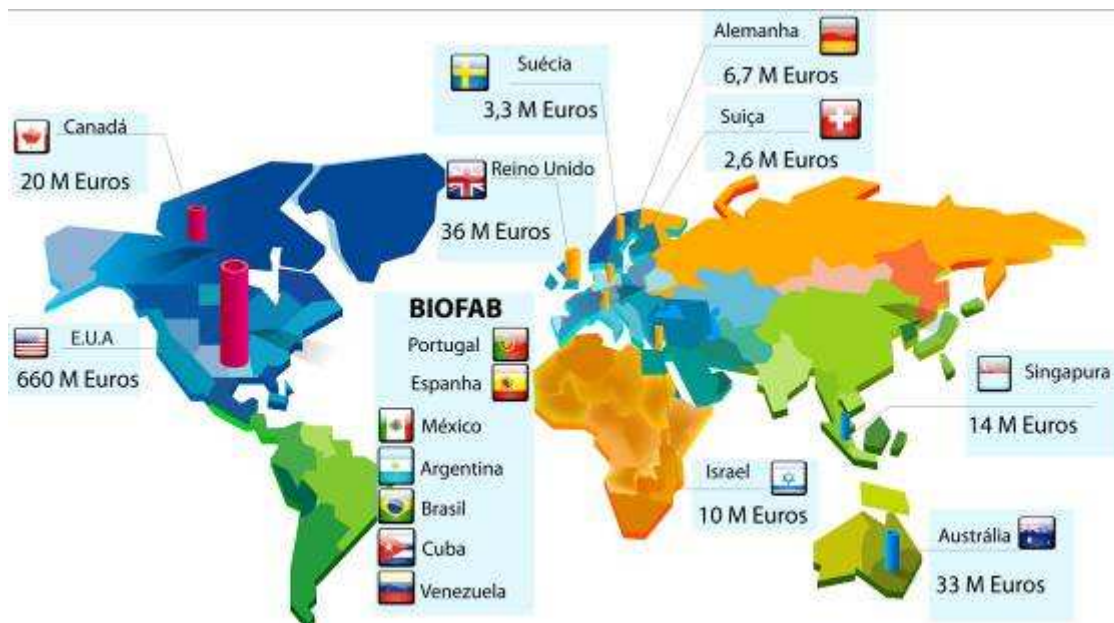 Alemanha
6,7 M Euros
Suécia
3,3 M Euros
Suiça
2,6 M Euros
Canadá
20 M Euros
Reino Unido
36 M Euros
E.U.A
660 M Euros
BIOFAB
Portugal
Espanha
México
Argentina
Brasil
Cuba
Venezuela
Singapura
14 M Euros
Israel
10 M Euros
Austrália
33 M Euros